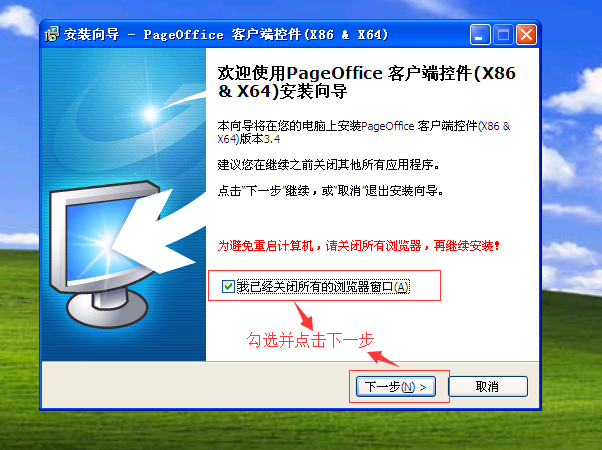 安装向导 - PageOffice 客户端控件(X86 & X64)
欢迎使用PageOffice 客户端控件(X86
& X64)安装向导
本向导将在您的电脑上安装PageOffice 客户端控件(X86 &
X64)版本3.4
建议您在继续之前关闭其他所有应用程序。
点击“下一步”继续，或“取消”退出安装向导。
为避免重启计算机，请关闭所有浏览器，再继续安装！
我已经关闭所有的浏览器窗口(A)
勾选并点击下一步
下一步(N) >
取消